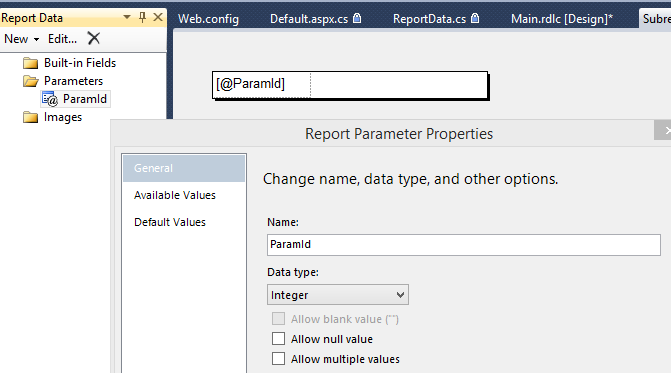 Report Data
Web.config
Default.aspx.cs
ReportData.cs
Main.rdlc [Design]*
Subre
New
Edit...
Built-in Fields
Parameters
ParamId
Images
[@ParamId]
Report Parameter Properties
General
Available Values
Default Values
Change name, data type, and other options.
Name:
ParamId
Data type:
Integer
Allow blank value ("")
Allow null value
Allow multiple values